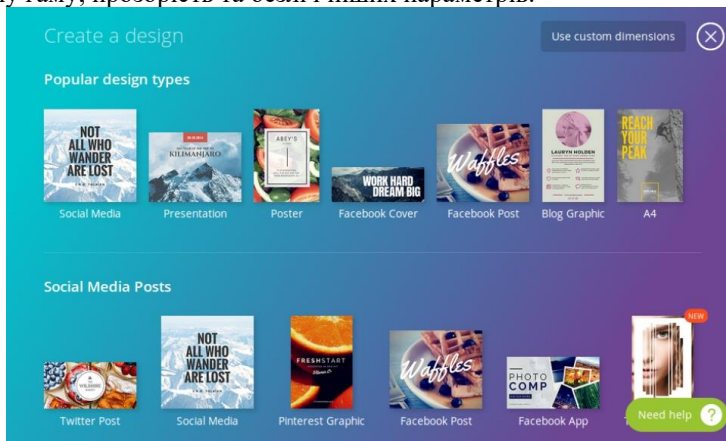 прозорість та безліч інших параметрів.
Create a design
Use custom dimensions
Popular design types
NOT
ALL WHO
WANDER
ARE LOST
KILIMANJARO
ABEY'S
WORK HARD
DREAM BIG
Waffles
LAURYN HOLDEN
REACH
YOUR
PEAK
Social Media
Presentation
Poster
Facebook Cover
Facebook Post
Blog Graphic
A4
Social Media Posts
NEW
NOT
ALL WHO
WANDER
ARE LOST
FRESHSTART
Waffles
PHOTO
COMP
Twitter Post
Social Media
Pinterest Graphic
Facebook Post
Facebook App
Need help ?